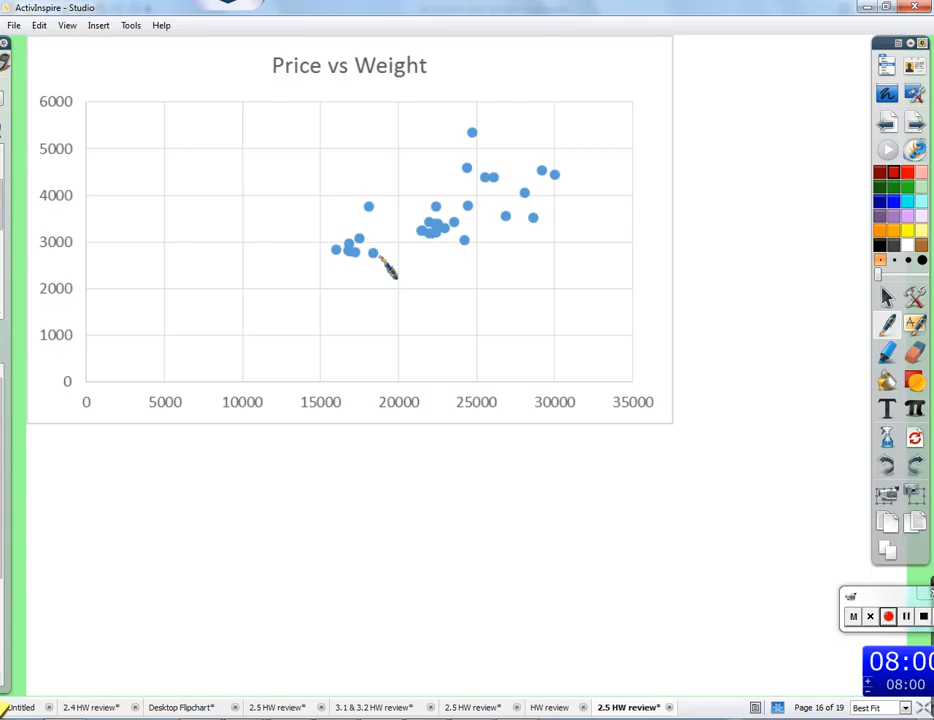 ActivInspire - Studio
File Edit View Insert Tools Help
Price vs Weight
6000
5000
4000
3000
2000
1000
0
0 5000 10000 15000 20000 25000 30000 35000
T π
M
08:00
08:00
Untitled 2.4 HW review* Desktop Flipchart* 2.5 HW review* 3.1 & 3.2 HW review* 2.5 HW review* HW review 2.5 HW review* Page 16 of 19 Best Fit